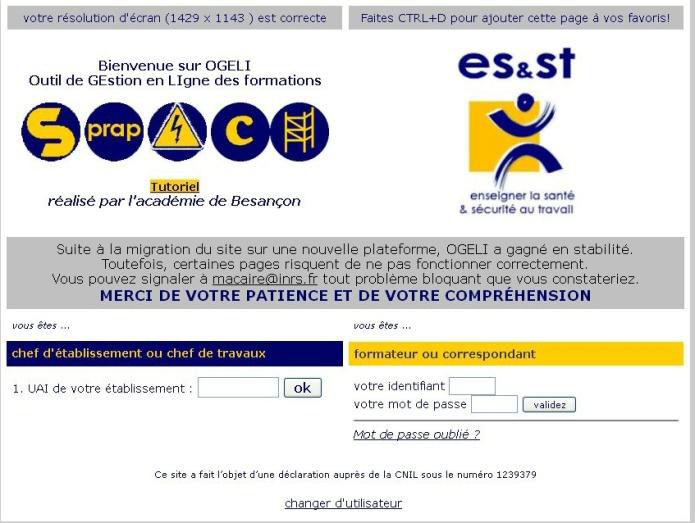 votre résolution d'écran (1429 x 1143 ) est correcte
Faites CTRL+D pour ajouter cette page à vos favoris!
Bienvenue sur OGELI
Outil de GEstion en LIgne des formations
S prap C
Tutoriel
réalisé par l'académie de Besançon
es&st
enseigner la santé
& sécurité au travail
Suite à la migration du site sur une nouvelle plateforme, OGELI a gagné en stabilité.
Toutefois, certaines pages risquent de ne pas fonctionner correctement.
Vous pouvez signaler à macaire@inrs.fr tout problème bloquant que vous constateriez.
MERCI DE VOTRE PATIENCE ET DE VOTRE COMPRÉHENSION
vous êtes ...
chef d'établissement ou chef de travaux
1. UAI de votre établissement : ok
vous êtes ...
formateur ou correspondant
votre identifiant
votre mot de passe validez
Mot de passe oublié ?
Ce site a fait l'objet d'une déclaration auprès de la CNIL sous le numéro 1239379
changer d'utilisateur